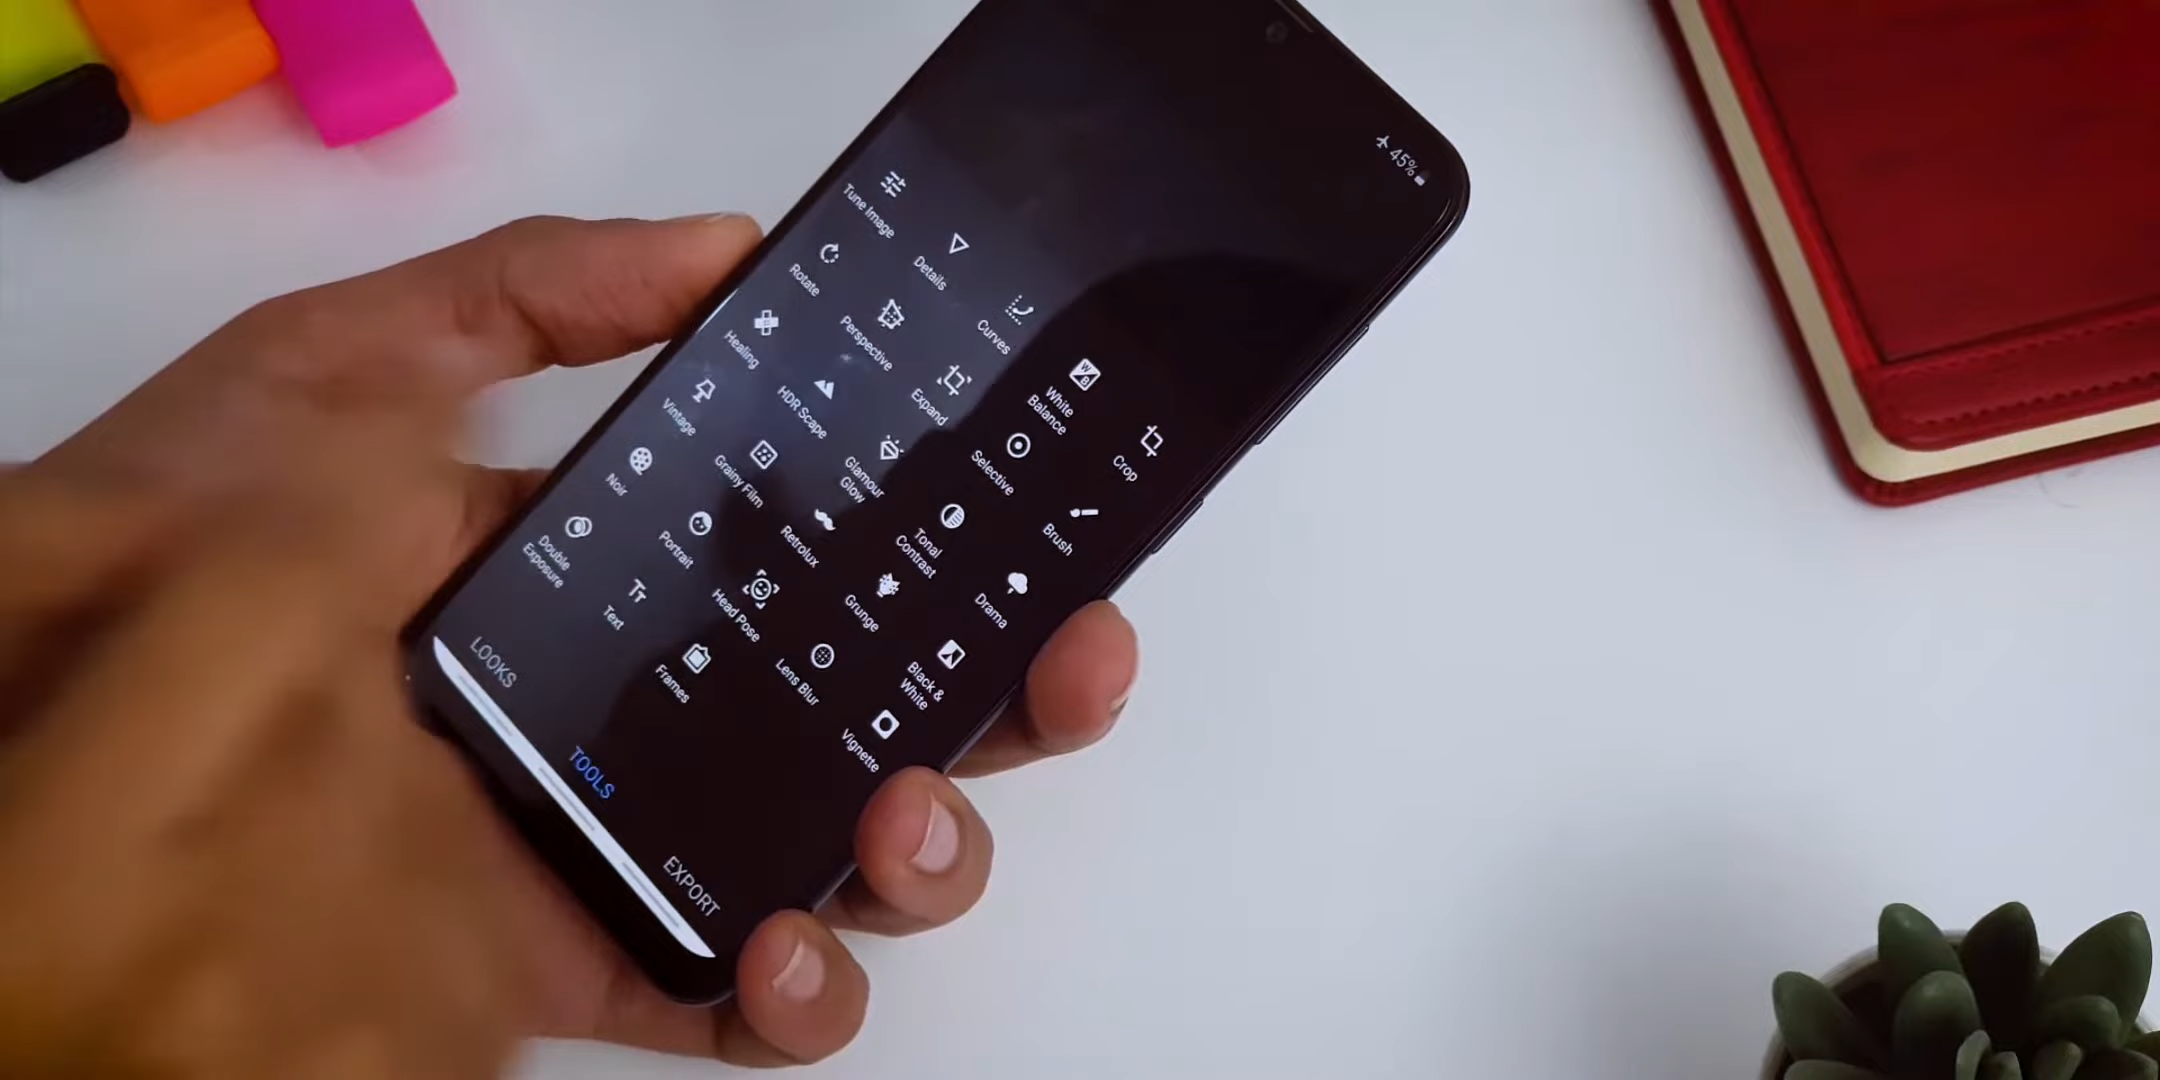 45%
Tune Image
Details
Curves
W
B
White
Balance
Crop
Rotate
Perspective
Expand
Selective
Brush
Healing
HDR Scape
Glamour
Glow
Tonal
Contrast
Drama
Vintage
Grainy Film
Retrolux
Grunge
Black &
White
Noir
Portrait
Head Pose
Lens Blur
Vignette
Double
Exposure
Tt
Text
Frames
LOOKS
TOOLS
EXPORT